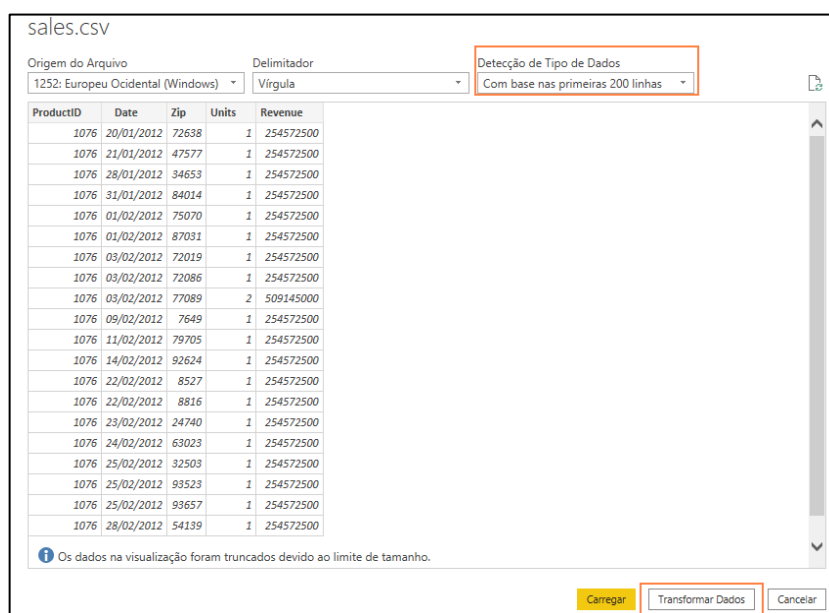 sales.csv
Origem do Arquivo Delimitador Detecção de Tipo de Dados
1252: Europeu Ocidental (Windows) Vírgula Com base nas primeiras 200 linhas
ProductID Date Zip Units Revenue
1076 20/01/2012 72638 1 254572500
1076 21/01/2012 47577 1 254572500
1076 28/01/2012 34653 1 254572500
1076 31/01/2012 84014 1 254572500
1076 01/02/2012 75070 1 254572500
1076 01/02/2012 87031 1 254572500
1076 03/02/2012 72019 1 254572500
1076 03/02/2012 72086 1 254572500
1076 03/02/2012 77089 2 509145000
1076 09/02/2012 7649 1 254572500
1076 11/02/2012 79705 1 254572500
1076 14/02/2012 92624 1 254572500
1076 22/02/2012 8527 1 254572500
1076 22/02/2012 8816 1 254572500
1076 23/02/2012 24740 1 254572500
1076 24/02/2012 63023 1 254572500
1076 25/02/2012 32503 1 254572500
1076 25/02/2012 93523 1 254572500
1076 25/02/2012 93657 1 254572500
1076 28/02/2012 54139 1 254572500
Os dados na visualização foram truncados devido ao limite de tamanho.
Carregar Transformar Dados Cancelar